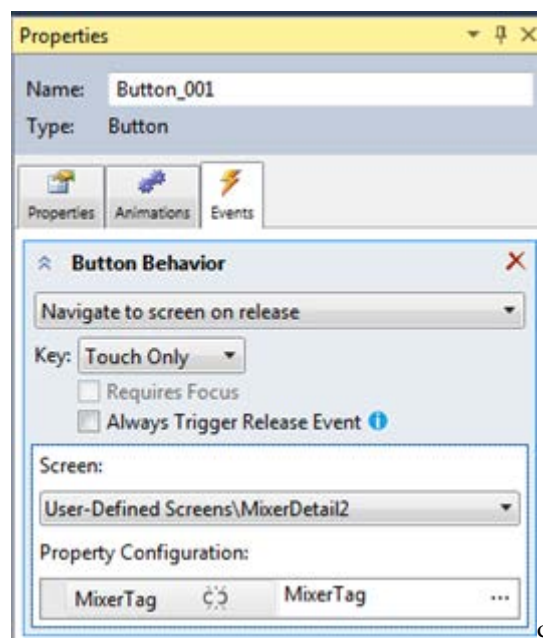 Properties
Name: Button_001
Type: Button
Properties Animations Events
Button Behavior
Navigate to screen on release
Key: Touch Only
Requires Focus
Always Trigger Release Event
Screen:
User-Defined Screens\MixerDetail2
Property Configuration:
MixerTag MixerTag ...